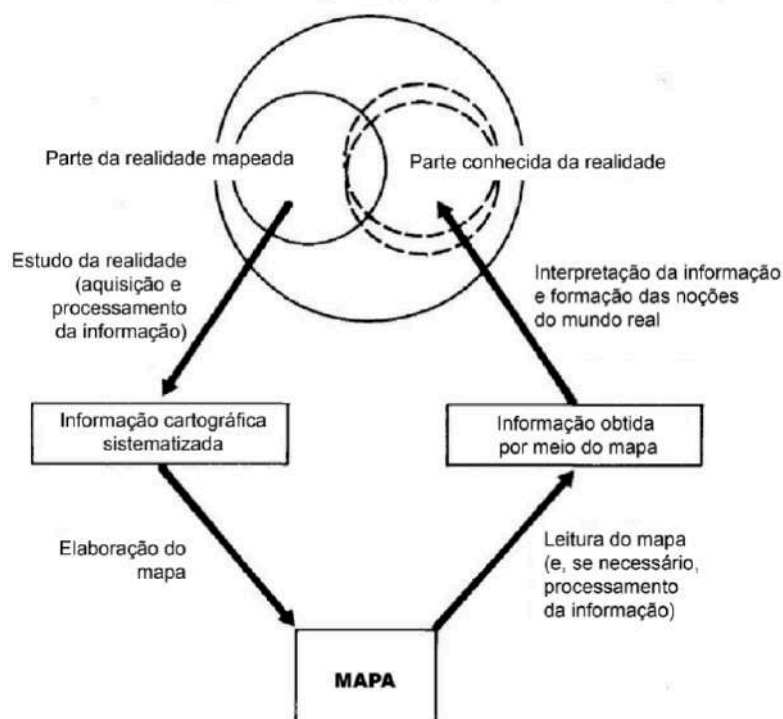 Parte da realidade mapeada
Parte conhecida da realidade
Estudo da realidade
(aquisição e
processamento
da informação)
Interpretação da informação
e formação das noções
do mundo real
Informação cartográfica
sistematizada
Informação obtida
por meio do mapa
Elaboração do
mapa
Leitura do mapa
(e, se necessário,
processamento
da informação)
MAPA